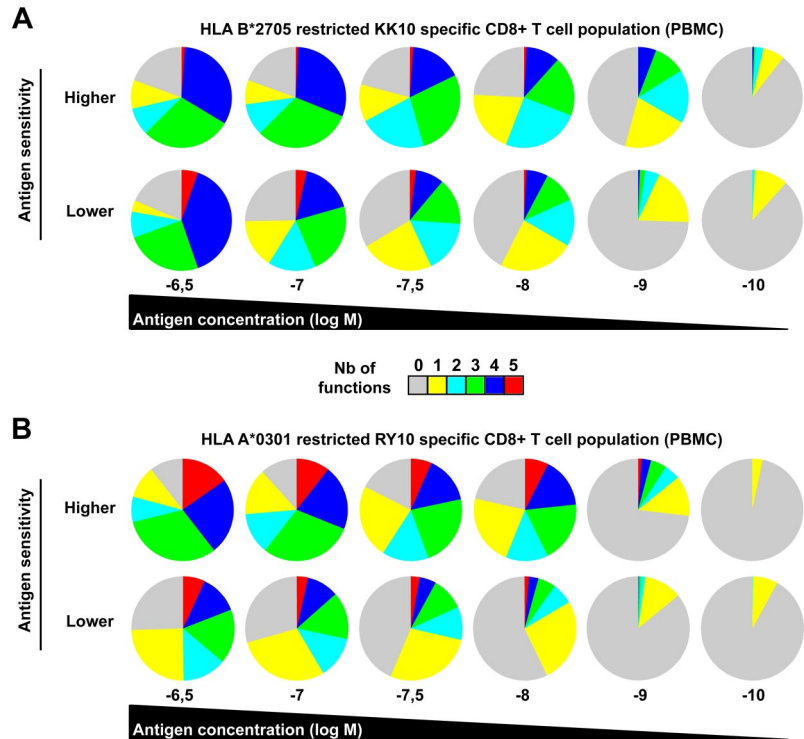 A
HLA B*2705 restricted KK10 specific CD8+ T cell population (PBMC)
Antigen sensitivity
Higher
Lower
-6,5 -7 -7,5 -8 -9 -10
Antigen concentration (log M)
Nb of functions
0 1 2 3 4 5
B
HLA A*0301 restricted RY10 specific CD8+ T cell population (PBMC)
Antigen sensitivity
Higher
Lower
-6,5 -7 -7,5 -8 -9 -10
Antigen concentration (log M)